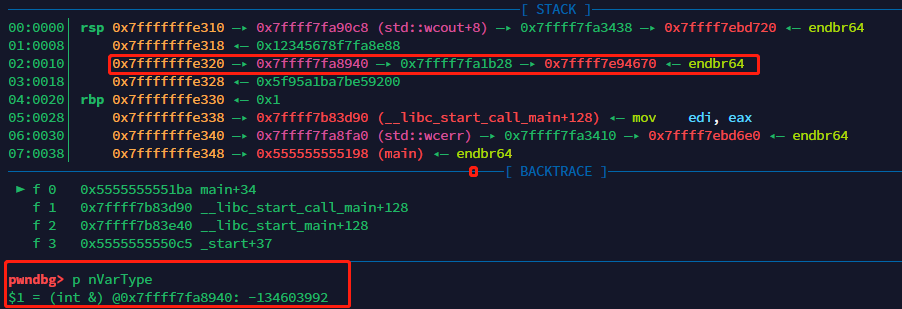 [ STACK ]
00:0000│ rsp 0x7fffffffe310 —▸ 0x7ffff7fa90c8 (std::wcout+8) —▸ 0x7ffff7fa3438 —▸ 0x7ffff7ebd720 ◂— endbr64
01:0008│ 0x7fffffffe318 ◂— 0x12345678f7fa8e88
02:0010│ 0x7fffffffe320 —▸ 0x7ffff7fa8940 —▸ 0x7ffff7fa1b28 —▸ 0x7ffff7e94670 ◂— endbr64
03:0018│ 0x7fffffffe328 ◂— 0x5f95a1ba7be59200
04:0020│ rbp 0x7fffffffe330 ◂— 0x1
05:0028│ 0x7fffffffe338 —▸ 0x7ffff7b83d90 (__libc_start_call_main+128) ◂— mov edi, eax
06:0030│ 0x7fffffffe340 —▸ 0x7ffff7fa8fa0 (std::wcerr) —▸ 0x7ffff7fa3410 —▸ 0x7ffff7ebd6e0 ◂— endbr64
07:0038│ 0x7fffffffe348 —▸ 0x555555555198 (main) ◂— endbr64
[ BACKTRACE ]
► f 0 0x5555555551ba main+34
f 1 0x7ffff7b83d90 __libc_start_call_main+128
f 2 0x7ffff7b83e40 __libc_start_main+128
f 3 0x5555555550c5 _start+37
pwndbg> p nVarType
$1 = (int &) @0x7ffff7fa8940: -134603992